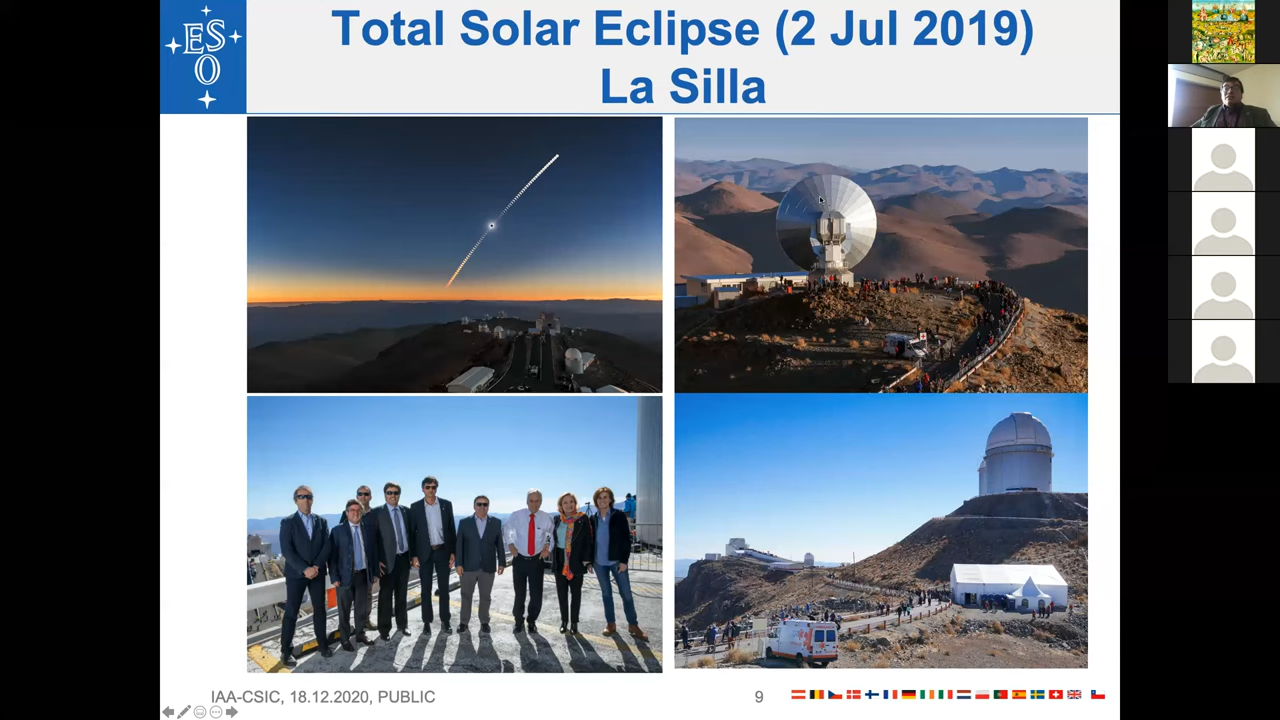 ESO
Total Solar Eclipse (2 Jul 2019)
La Silla
IAA-CSIC, 18.12.2020, PUBLIC
9